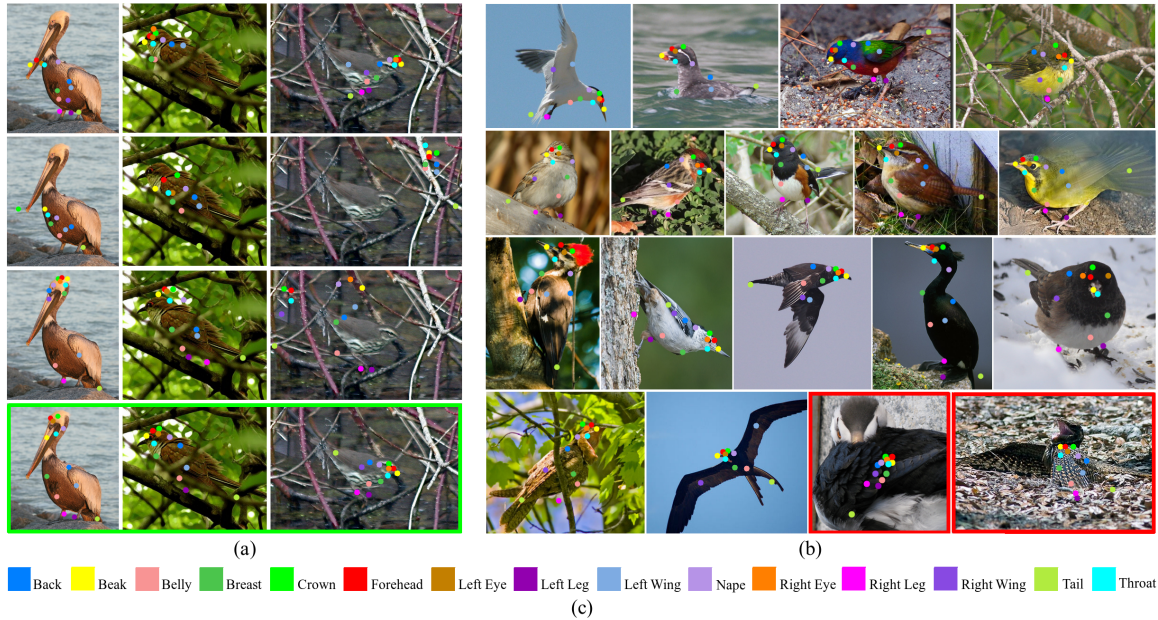 (a)
(b)
Back Beak Belly Breast Crown Forehead Left Eye Left Leg Left Wing Nape Right Eye Right Leg Right Wing Tail Throat
(c)